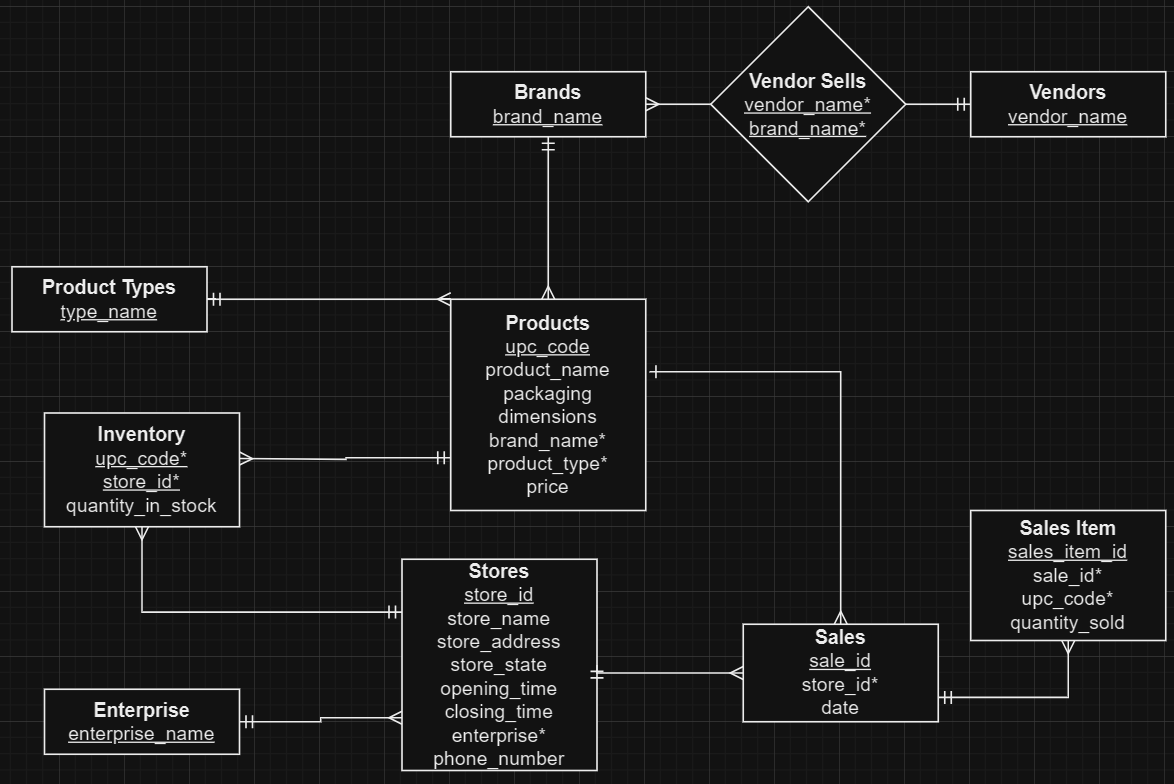 Brands
brand_name
Vendor Sells
vendor_name*
brand_name*
Vendors
vendor_name
Product Types
type_name
Products
upc_code
product_name
packaging
dimensions
brand_name*
product_type*
price
Inventory
upc_code*
store_id*
quantity_in_stock
Sales Item
sales_item_id
sale_id*
upc_code*
quantity_sold
Stores
store_id
store_name
store_address
store_state
opening_time
closing_time
enterprise*
phone_number
Sales
sale_id
store_id*
date
Enterprise
enterprise_name